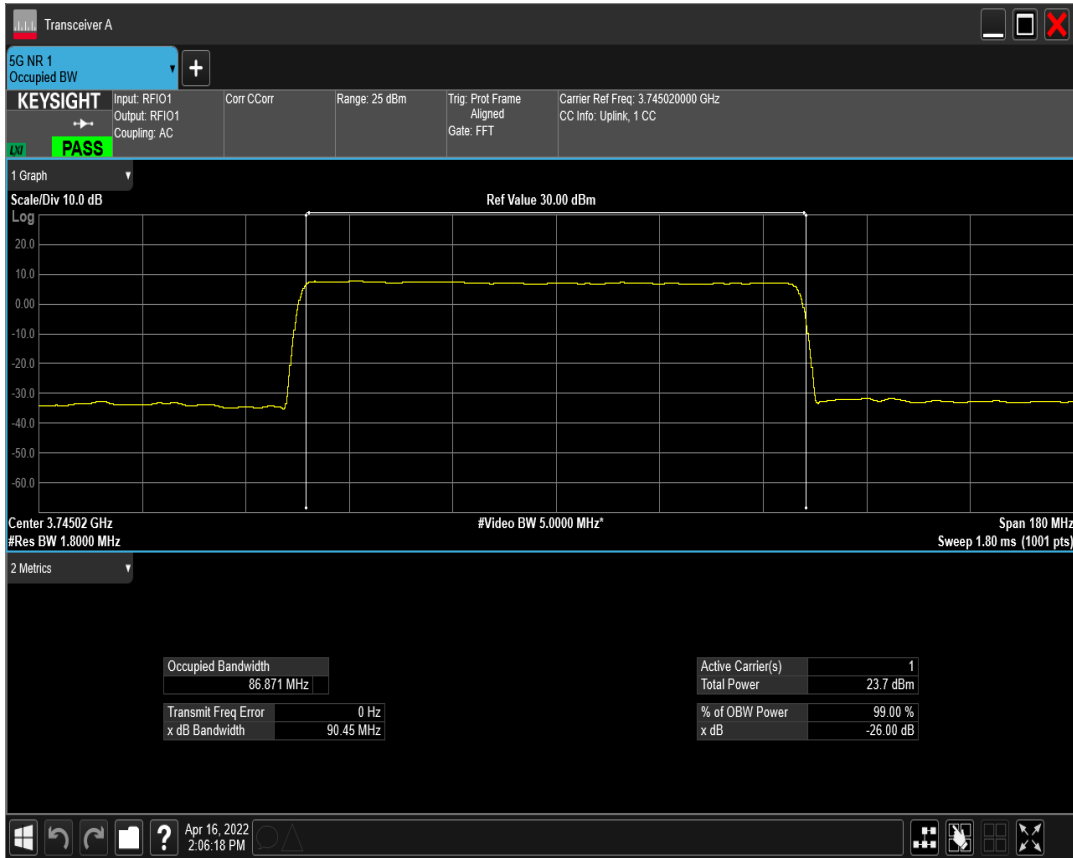 Transceiver A
5G NR 1
Occupied BW
KEYSIGHT
LXI
PASS
Input: RFIO1
Output: RFIO1
Coupling: AC
Corr CCorr
Range: 25 dBm
Trig: Prot Frame
Aligned
Gate: FFT
Carrier Ref Freq: 3.745020000 GHz
CC Info: Uplink, 1 CC
1 Graph
Scale/Div 10.0 dB
Ref Value 30.00 dBm
Log
20.0
10.0
0.00
-10.0
-20.0
-30.0
-40.0
-50.0
-60.0
Center 3.74502 GHz
#Video BW 5.0000 MHz*
Span 180 MHz
#Res BW 1.8000 MHz
Sweep 1.80 ms (1001 pts)
2 Metrics
Occupied Bandwidth
86.871 MHz
Transmit Freq Error 0 Hz
x dB Bandwidth 90.45 MHz
Active Carrier(s) 1
Total Power 23.7 dBm
% of OBW Power 99.00 %
x dB -26.00 dB
?
Apr 16, 2022
2:06:18 PM